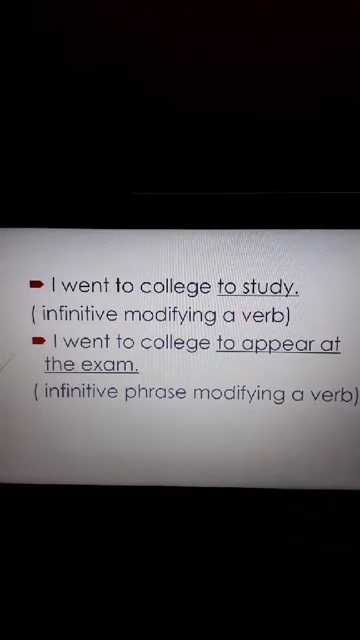 I went to college to study.
( infinitive modifying a verb)
I went to college to appear at
the exam.
( infinitive phrase modifying a verb)